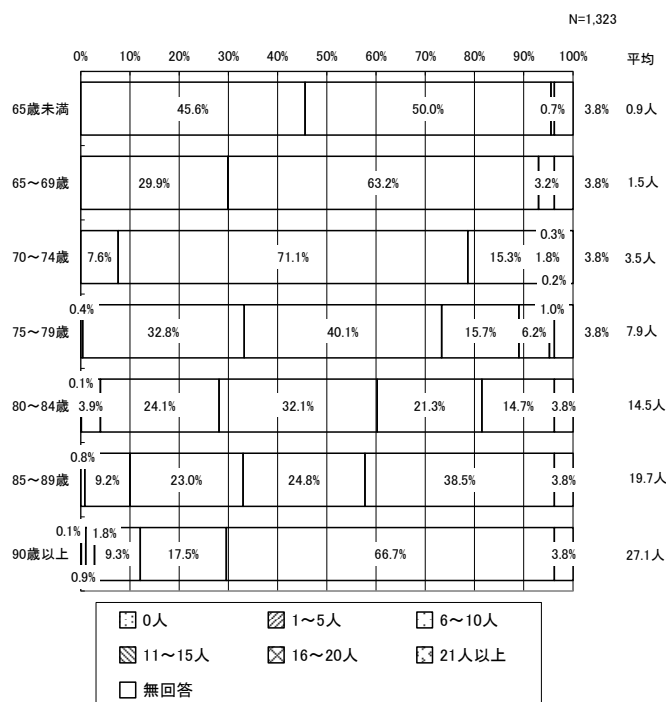 N=1,323
0% 10% 20% 30% 40% 50% 60% 70% 80% 90% 100% 平均
65歳未満 45.6% 50.0% 0.7% 3.8% 0.9人
65～69歳 29.9% 63.2% 3.2% 3.8% 1.5人
0.3%
70～74歳 7.6% 71.1% 15.3% 1.8% 3.8% 3.5人
0.2%
0.4% 1.0%
75～79歳 32.8% 40.1% 15.7% 6.2% 3.8% 7.9人
0.1%
80～84歳 3.9% 24.1% 32.1% 21.3% 14.7% 3.8% 14.5人
0.8%
85～89歳 9.2% 23.0% 24.8% 38.5% 3.8% 19.7人
0.1% 1.8%
90歳以上 9.3% 17.5% 66.7% 3.8% 27.1人
0.9%
0人 1～5人 6～10人
11～15人 16～20人 21人以上
無回答